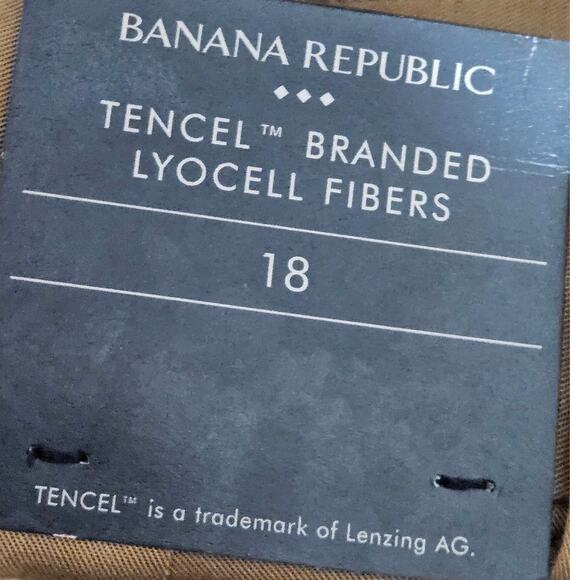 BANANA REPUBLIC
TENCEL™ BRANDED
LYOCELL FIBERS
18
TENCEL™ is a trademark of Lenzing AG.